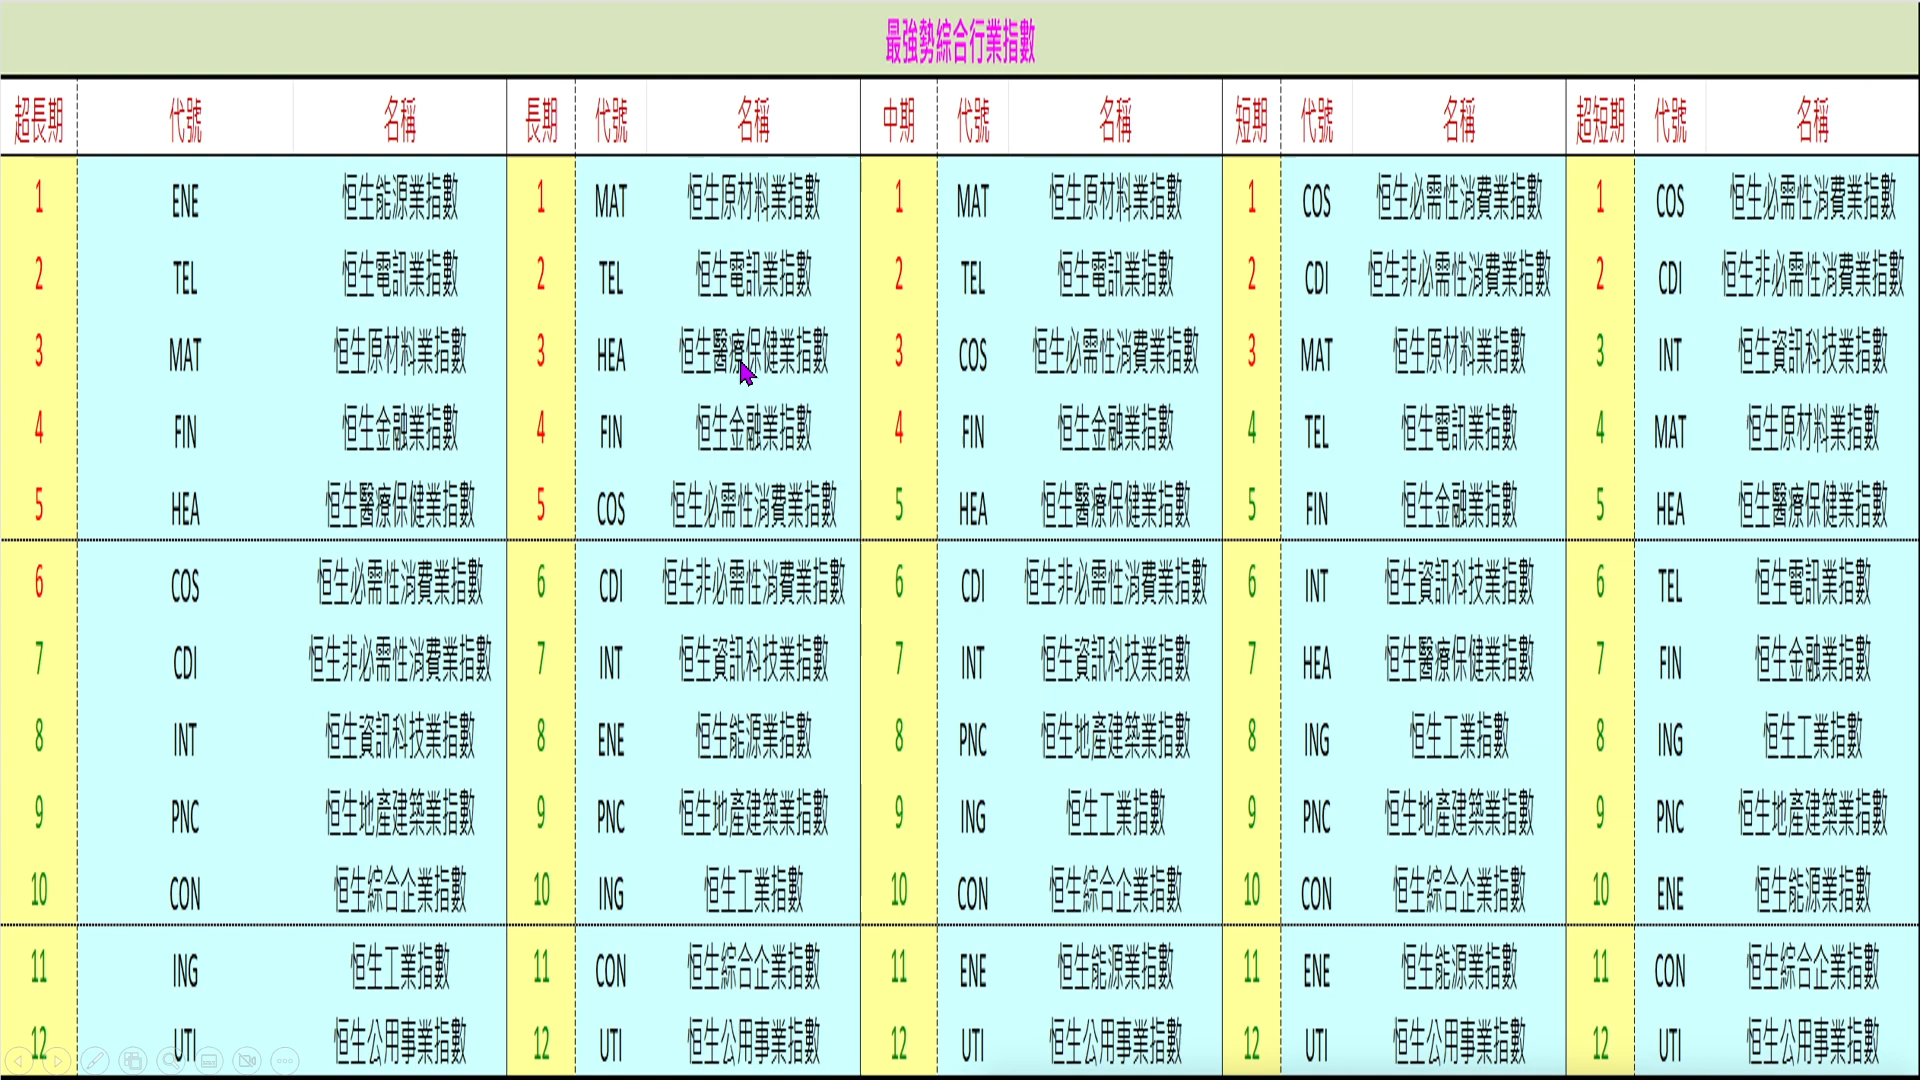 最強勢綜合行業指數
超長期 代號 名稱 長期 代號 名稱 中期 代號 名稱 短期 代號 名稱 超短期 代號 名稱
1 ENE 恒生能源業指數 1 MAT 恒生原材料業指數 1 MAT 恒生原材料業指數 1 COS 恒生必需性消費業指數 1 COS 恒生必需性消費業指數
2 TEL 恒生電訊業指數 2 TEL 恒生電訊業指數 2 TEL 恒生電訊業指數 2 CDI 恒生非必需性消費業指數 2 CDI 恒生非必需性消費業指數
3 MAT 恒生原材料業指數 3 HEA 恒生醫療保健業指數 3 COS 恒生必需性消費業指數 3 MAT 恒生原材料業指數 3 INT 恒生資訊科技業指數
4 FIN 恒生金融業指數 4 FIN 恒生金融業指數 4 FIN 恒生金融業指數 4 TEL 恒生電訊業指數 4 MAT 恒生原材料業指數
5 HEA 恒生醫療保健業指數 5 COS 恒生必需性消費業指數 5 HEA 恒生醫療保健業指數 5 FIN 恒生金融業指數 5 HEA 恒生醫療保健業指數
6 COS 恒生必需性消費業指數 6 CDI 恒生非必需性消費業指數 6 CDI 恒生非必需性消費業指數 6 INT 恒生資訊科技業指數 6 TEL 恒生電訊業指數
7 CDI 恒生非必需性消費業指數 7 INT 恒生資訊科技業指數 7 INT 恒生資訊科技業指數 7 HEA 恒生醫療保健業指數 7 FIN 恒生金融業指數
8 INT 恒生資訊科技業指數 8 ENE 恒生能源業指數 8 PNC 恒生地產建築業指數 8 ING 恒生工業指數 8 ING 恒生工業指數
9 PNC 恒生地產建築業指數 9 PNC 恒生地產建築業指數 9 ING 恒生工業指數 9 PNC 恒生地產建築業指數 9 PNC 恒生地產建築業指數
10 CON 恒生綜合企業指數 10 ING 恒生工業指數 10 CON 恒生綜合企業指數 10 CON 恒生綜合企業指數 10 ENE 恒生能源業指數
11 ING 恒生工業指數 11 CON 恒生綜合企業指數 11 ENE 恒生能源業指數 11 ENE 恒生能源業指數 11 CON 恒生綜合企業指數
12 UTI 恒生公用事業指數 12 UTI 恒生公用事業指數 12 UTI 恒生公用事業指數 12 UTI 恒生公用事業指數 12 UTI 恒生公用事業指數